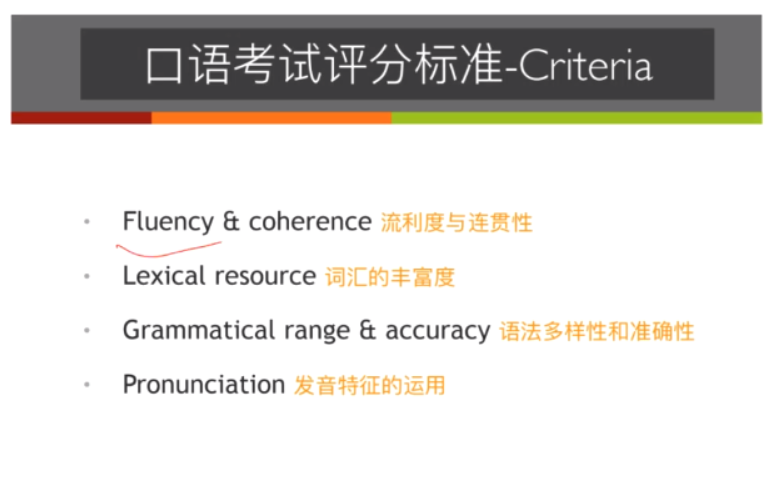 口语考试评分标准-Criteria
Fluency & coherence 流利度与连贯性
Lexical resource 词汇的丰富度
Grammatical range & accuracy 语法多样性和准确性
Pronunciation 发音特征的运用